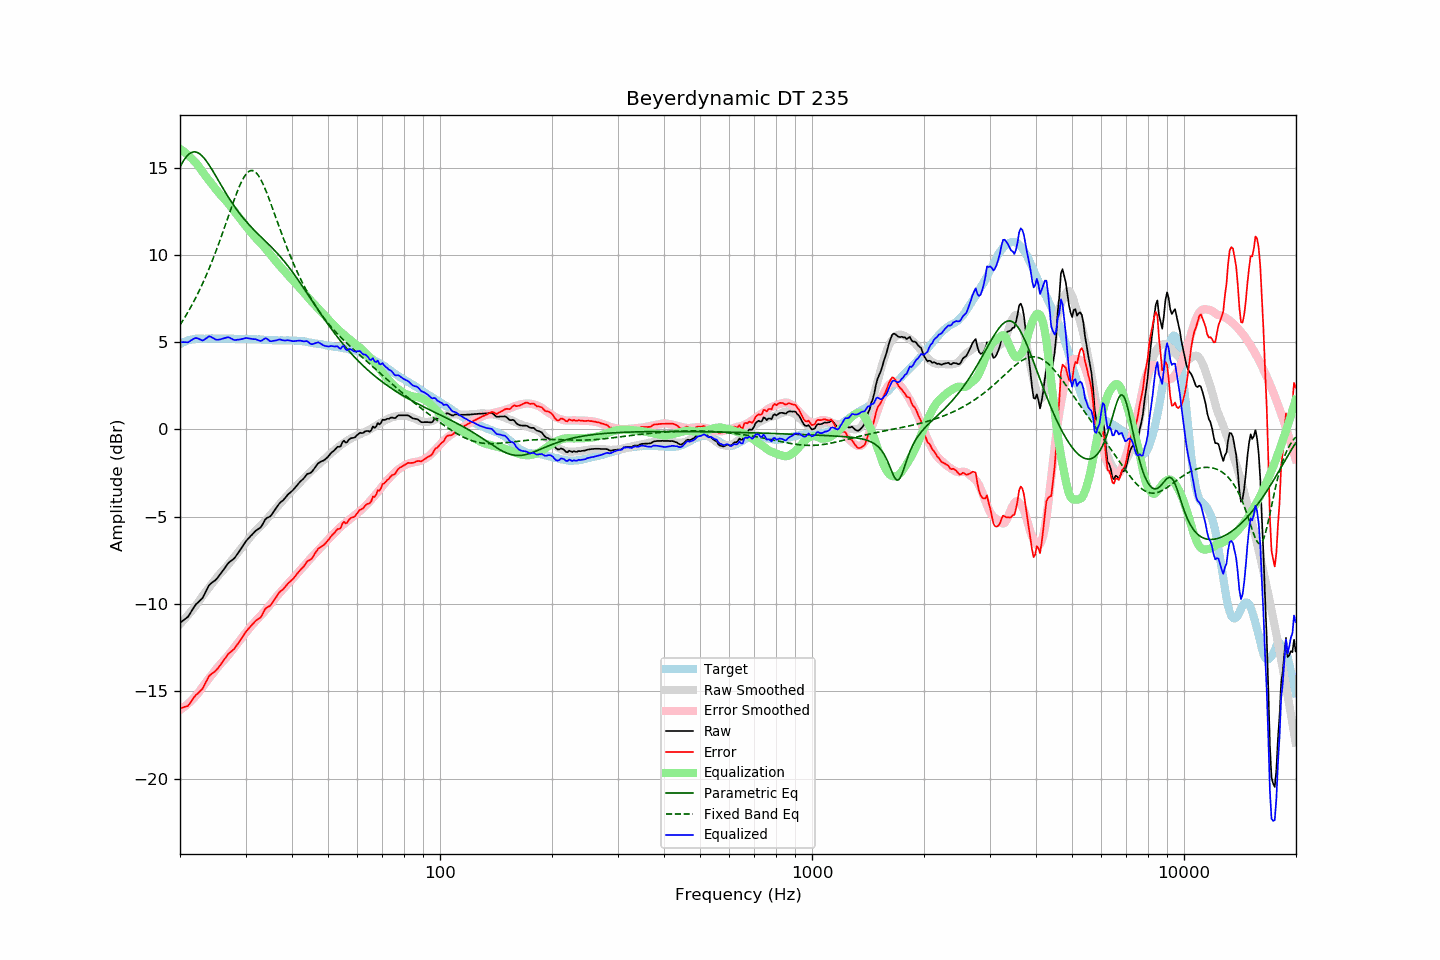 Beyerdynamic DT 235
Amplitude (dBr)
15
10
5
0
−5
−10
−15
−20
Target
Raw Smoothed
Error Smoothed
Raw
Error
Equalization
Parametric Eq
Fixed Band Eq
Equalized
100
1000
10000
Frequency (Hz)